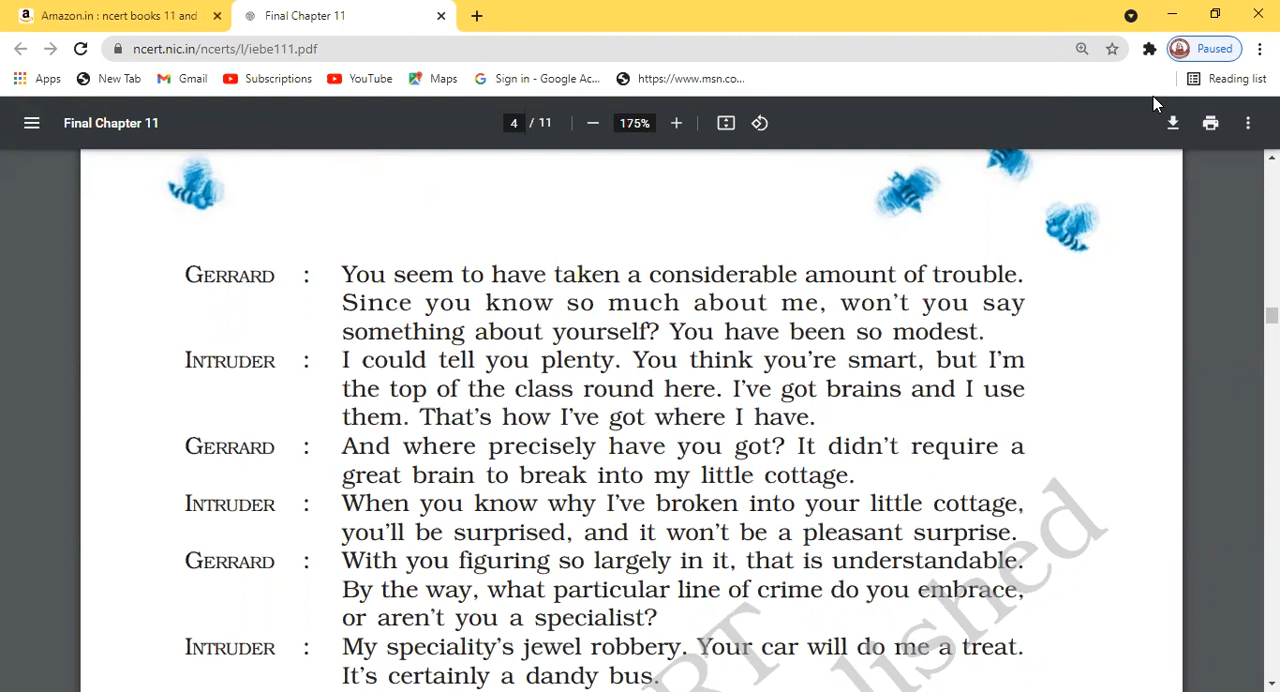 Amazon.in : ncert books 11 and
Final Chapter 11
ncert.nic.in/ncerts/l/iebe111.pdf
Paused
Apps
New Tab
Gmail
Subscriptions
YouTube
Maps
Sign in - Google Ac...
https://www.msn.co...
Reading list
Final Chapter 11
4 / 11
175%
GERRARD : You seem to have taken a considerable amount of trouble.
Since you know so much about me, won't you say
something about yourself? You have been so modest.
INTRUDER : I could tell you plenty. You think you're smart, but I'm
the top of the class round here. I've got brains and I use
them. That's how I've got where I have.
GERRARD : And where precisely have you got? It didn't require a
great brain to break into my little cottage.
INTRUDER : When you know why I've broken into your little cottage,
you'll be surprised, and it won't be a pleasant surprise.
GERRARD : With you figuring so largely in it, that is understandable.
By the way, what particular line of crime do you embrace,
or aren't you a specialist?
INTRUDER : My speciality's jewel robbery. Your car will do me a treat.
It's certainly a dandy bus.